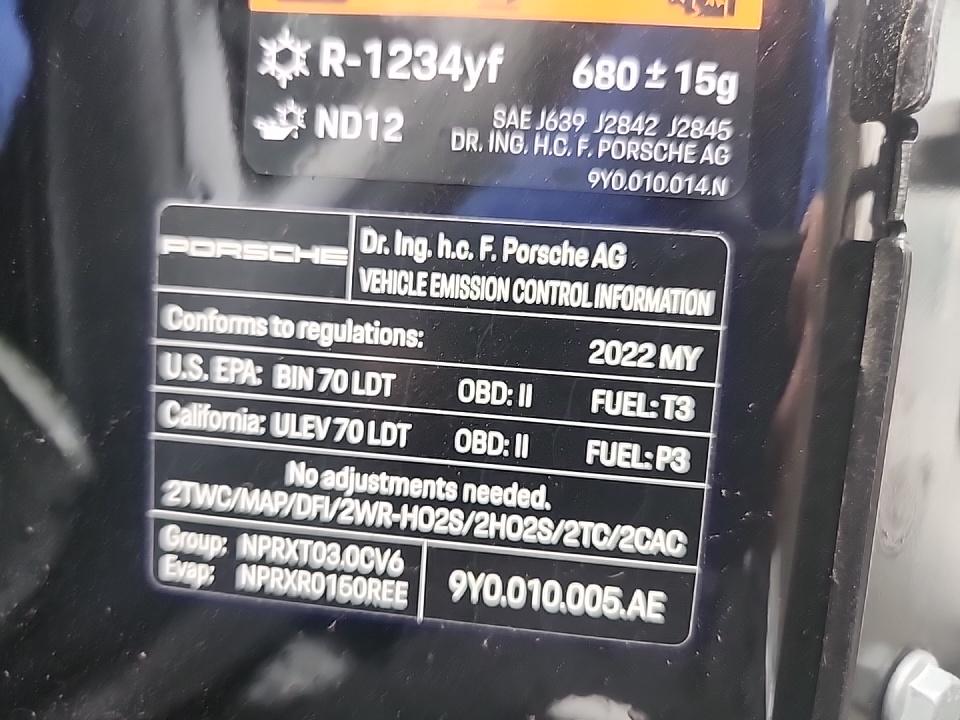 R-1234yf 680 ± 15g
ND12 SAE J639 J2842 J2845
DR. ING. H.C. F. PORSCHE AG
9Y0.010.014.N
PORSCHE Dr. Ing. h.c. F. Porsche AG
VEHICLE EMISSION CONTROL INFORMATION
Conforms to regulations: 2022 MY
U.S. EPA: BIN 70 LDT OBD: II FUEL: T3
California: ULEV 70 LDT OBD: II FUEL: P3
No adjustments needed.
2TWC/MAP/DFI/2WR-HO2S/2HO2S/2TC/2CAC
Group: NPRXT03.0CV6
Evap: NPRXR0150REE
9Y0.010.005.AE